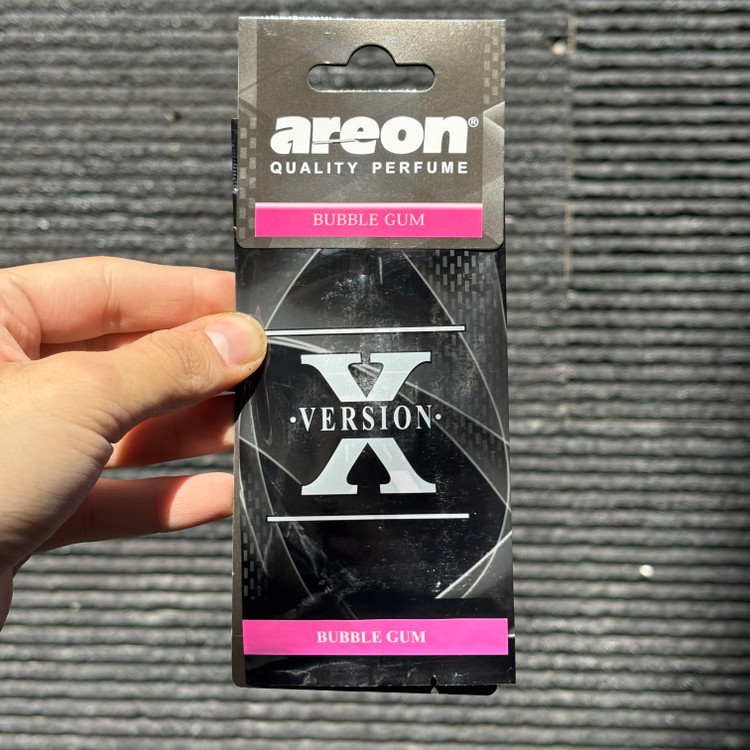 areon®
QUALITY PERFUME
BUBBLE GUM
X
·VERSION·
BUBBLE GUM